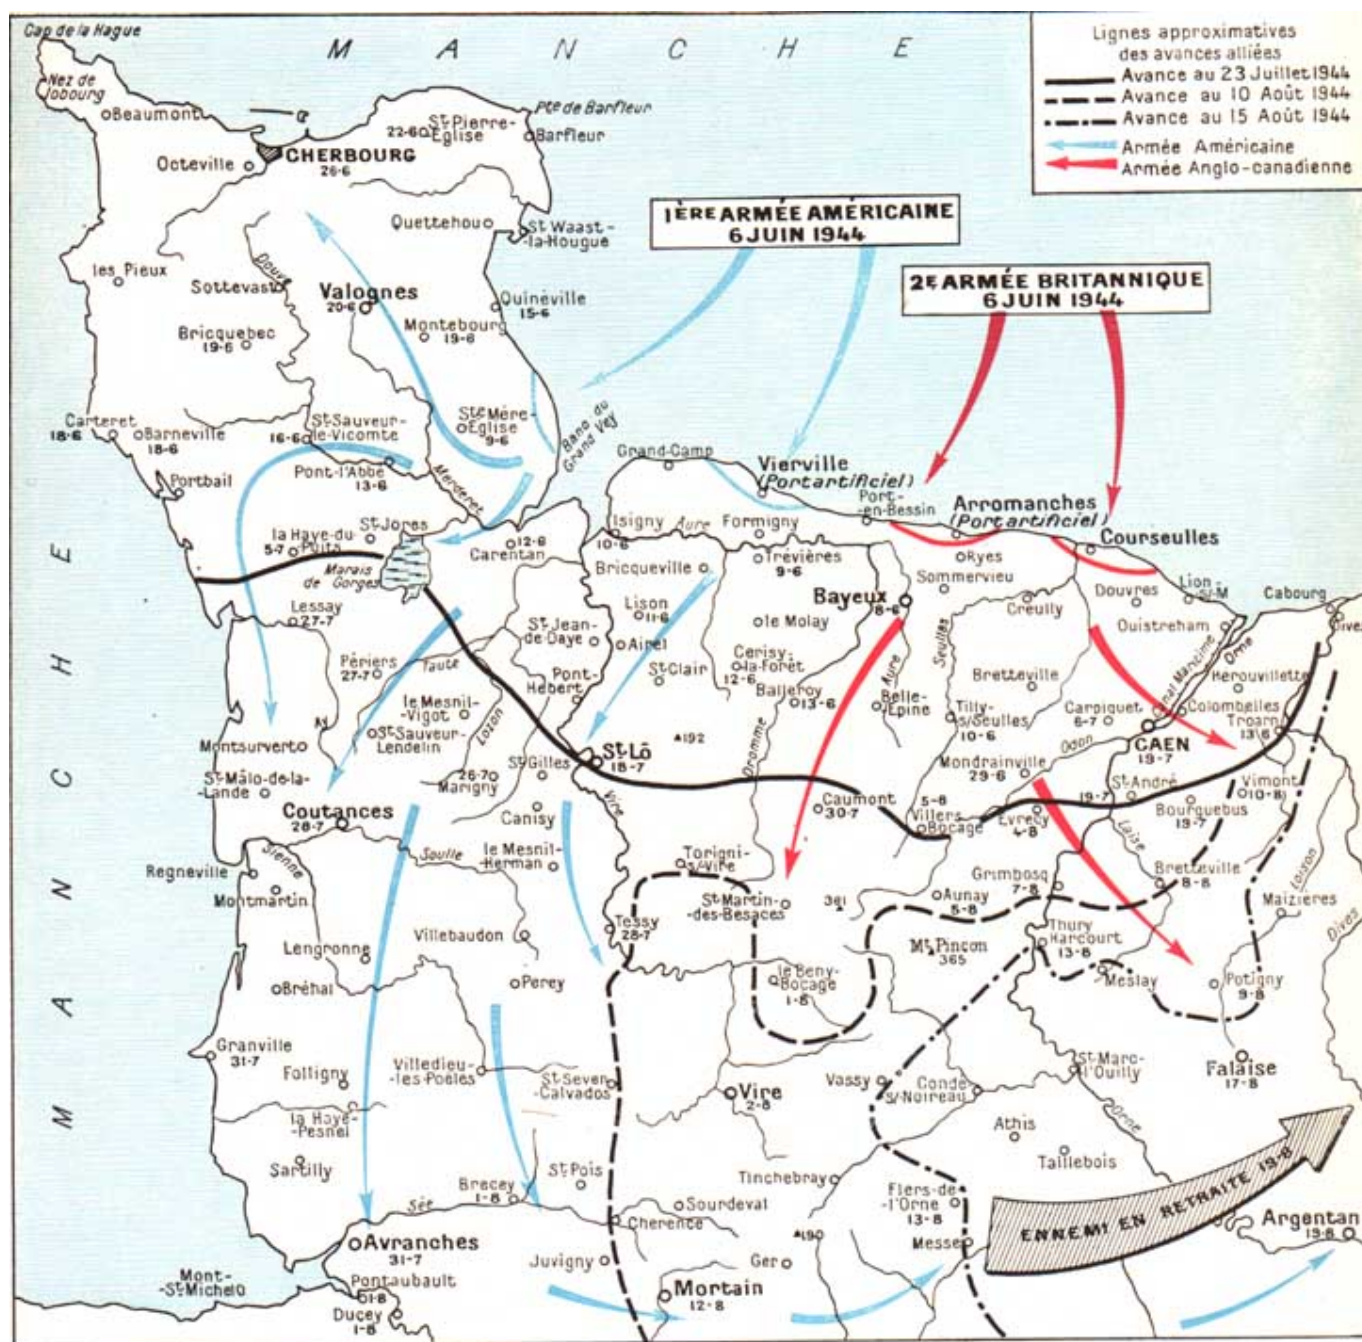 Cap de la Hague
M A N C H E
Lignes approximatives
des avances alliées
Avance au 23 Juillet 1944
Avance au 10 Août 1944
Avance au 15 Août 1944
Armée Américaine
Armée Anglo-canadienne
Nez de
Jobourg
Beaumont
Pte de Barfleur
St Pierre-
Eglise
22-6
Barfleur
Octeville
CHERBOURG
26-6
1ÈRE ARMÉE AMÉRICAINE
6 JUIN 1944
Quettehou
St Waast-
-la-Hougue
2E ARMÉE BRITANNIQUE
6 JUIN 1944
les Pieux
Sottevast
Douve
Valognes
20-6
Quinéville
15-6
Bricquebec
19-6
Montebourg
19-6
Carteret
18-6
Barneville
18-6
St Sauveur-
-le-Vicomte
16-6
Ste Mère-
Eglise
9-6
Banc du
Grand Vey
Pont-l'Abbé
13-6
Merderet
Portbail
Grand-Camp
Vierville
(Port artificiel)
Port-
-en-Bessin
Arromanches
(Port artificiel)
Courseulles
la Haye-du-
Puits
5-7
St Jores
Carentan
12-6
Isigny
10-6
Aure
Formigny
Trévières
9-6
Ryes
Marais
de Gorges
Bricqueville
Sommervieu
Bayeux
8-6
Creully
Douvres
Lion-
-s/-M
Cabourg
Dives
Lessay
27-7
Lison
11-6
le Molay
Ouistreham
St Jean-
de-Daye
Airel
Périers
27-7
Taute
Pont-
Hébert
St Clair
Cerisy-
la-Forêt
12-6
Balleroy
13-6
Aure
Seulles
Belle-
Epine
Bretteville
Canal Maritime
Orne
Herouvillette
Colombelles
Troarn
13-6
le Mesnil-
-Vigot
Lozon
St Sauveur-
Lendelin
Ay
Montsurvert
Tilly-
s/Seulles
10-6
Carpiquet
6-7
CAEN
19-7
Odon
192
Dromme
St Lô
18-7
St Gilles
Marigny
26-7
St Mâlo-de-la-
-Lande
Mondrainville
29-6
St André
19-7
Vimont
10-8
Bourguebus
19-7
Vire
Coutances
28-7
Canisy
Caumont
30-7
5-8
Villers
Bocage
Evrecy
4-8
Laize
Regneville
Sienne
Soulle
le Mesnil-
Herman
Torigni-
s/Vire
Bretteville
8-8
Grimbosq
7-8
Loison
Montmartin
St Martin-
-des-Besaces
361
Aunay
5-8
Maizières
Dives
Tessy
28-7
Lengronne
Villebaudon
Mt Pinçon
365
Thury
Harcourt
13-8
Meslay
Potigny
9-8
Bréhal
Percy
le Beny-
Bocage
1-8
Granville
31-7
Folligny
Villedieu-
-les-Poêles
St Sever-
Calvados
Vire
2-8
Vassy
Condé
s/-Noireau
St Marc-
-l'Ouilly
Falaise
17-8
la Haye-
-Pesnel
Orne
Athis
Taillebois
Sartilly
St Pois
Tinchebray
Brecey
1-8
Sée
Sourdeval
Flers-de-
-l'Orne
13-8
ENNEMI EN RETRAITE 19-8
Cherence
Argentan
19-8
Avranches
31-7
Juvigny
190
Messei
Ger
Mont-
-St Michel
Pontaubault
1-8
Mortain
12-8
Ducey
1-8